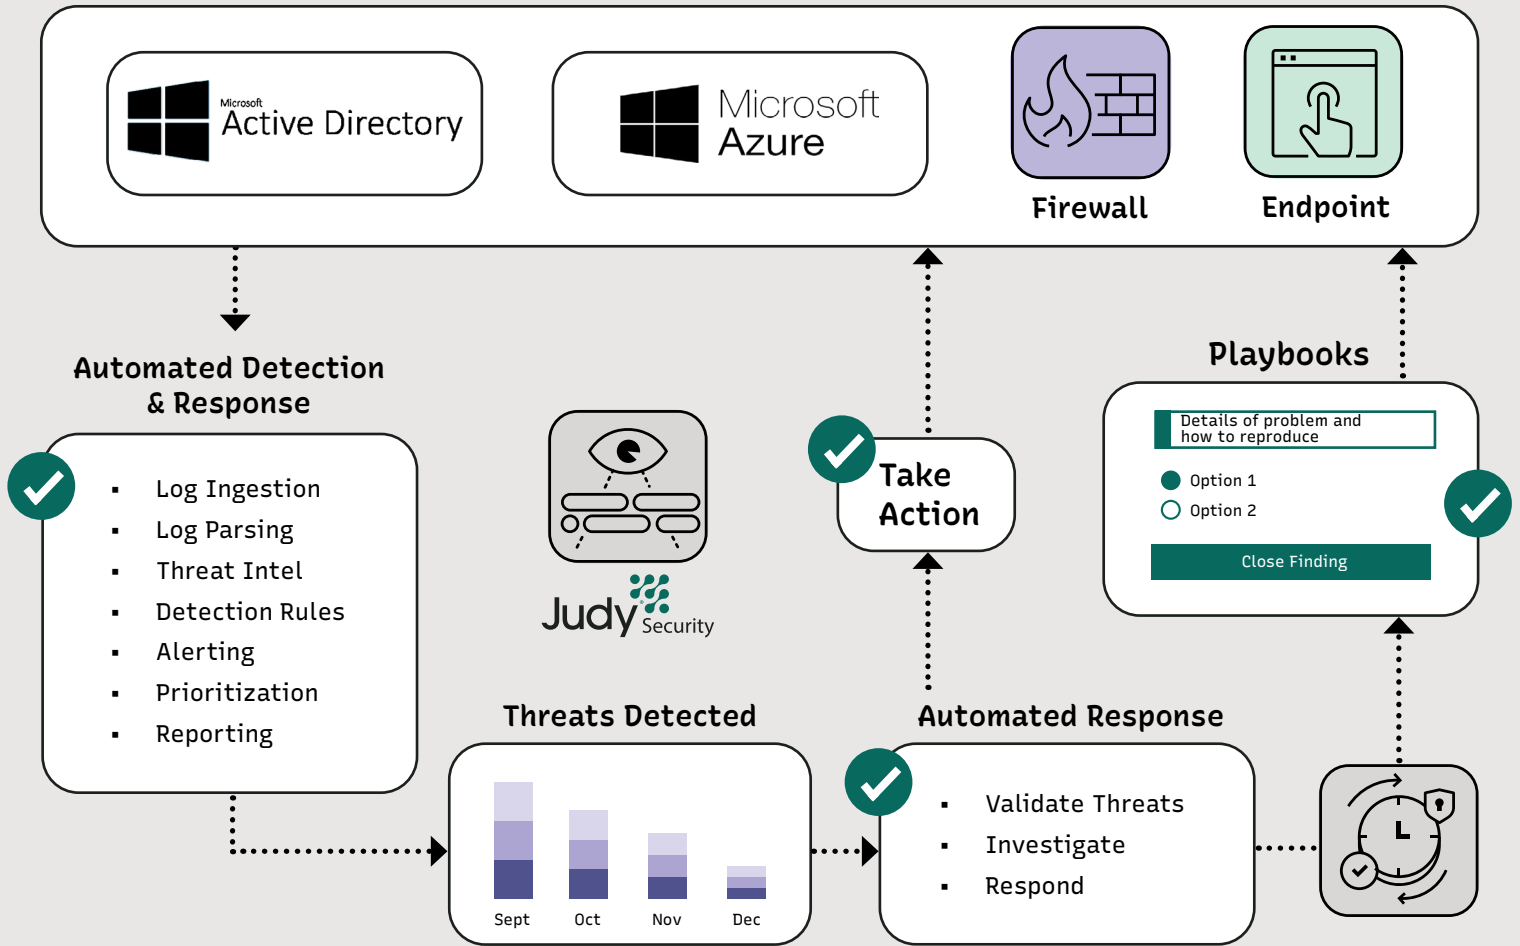 Microsoft
Active Directory
Microsoft
Azure
Firewall
Endpoint
Automated Detection
& Response
▪ Log Ingestion
▪ Log Parsing
▪ Threat Intel
▪ Detection Rules
▪ Alerting
▪ Prioritization
▪ Reporting
Judy
Security
Take
Action
Playbooks
Details of problem and
how to reproduce
Option 1
Option 2
Close Finding
Threats Detected
Sept Oct Nov Dec
Automated Response
▪ Validate Threats
▪ Investigate
▪ Respond